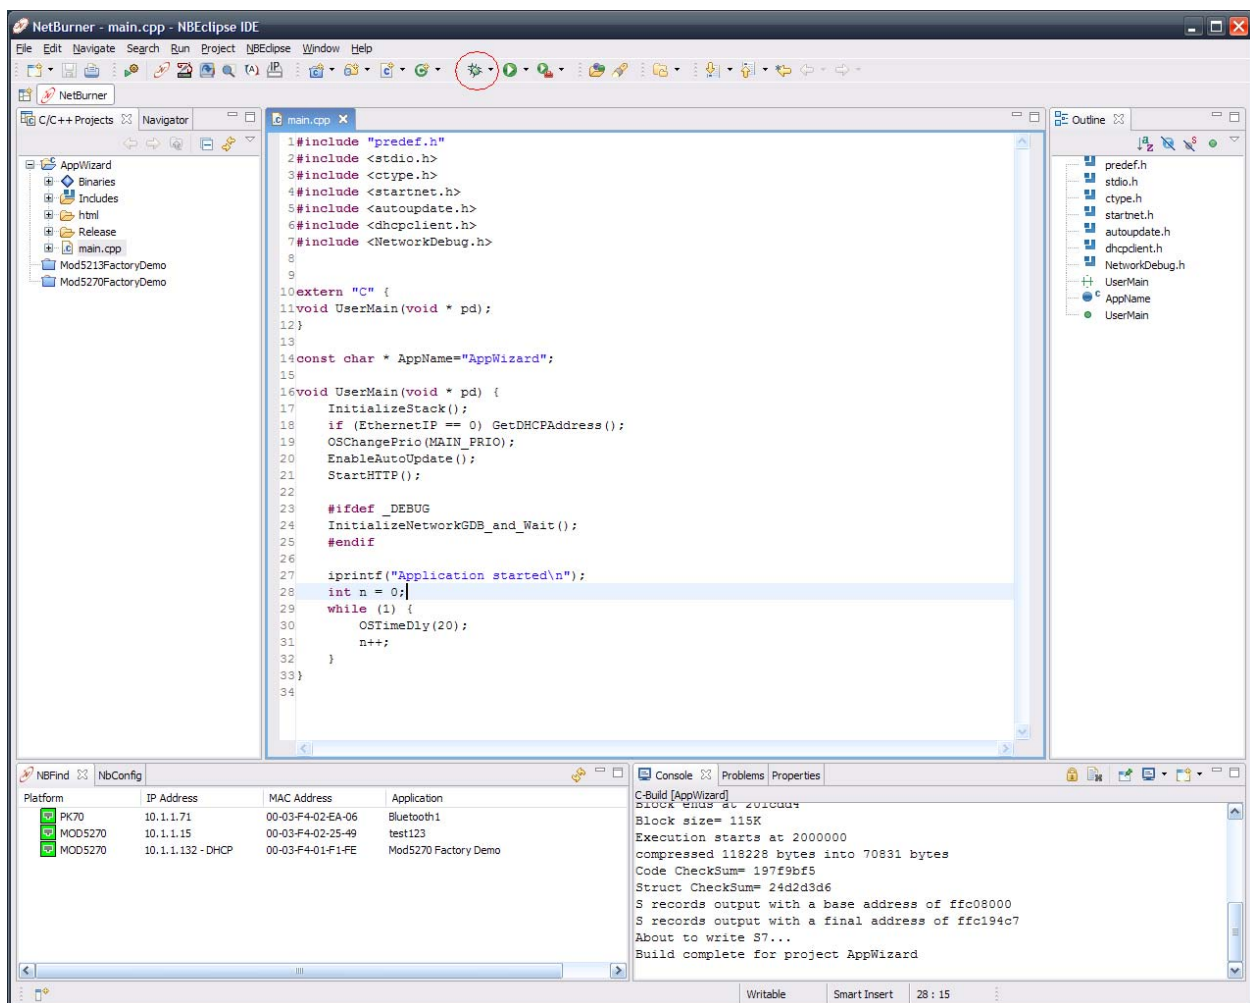 NetBurner - main.cpp - NBEclipse IDE
File Edit Navigate Search Run Project NBEclipse Window Help
NetBurner
C/C++ Projects Navigator
AppWizard
Binaries
Includes
html
Release
main.cpp
Mod5213FactoryDemo
Mod5270FactoryDemo
main.cpp
1#include "predef.h"
2#include <stdio.h>
3#include <ctype.h>
4#include <startnet.h>
5#include <autoupdate.h>
6#include <dhcpclient.h>
7#include <NetworkDebug.h>
8
9
10extern "C" {
11void UserMain(void * pd);
12}
13
14const char * AppName="AppWizard";
15
16void UserMain(void * pd) {
17    InitializeStack();
18    if (EthernetIP == 0) GetDHCPAddress();
19    OSChangePrio(MAIN_PRIO);
20    EnableAutoUpdate();
21    StartHTTP();
22
23    #ifdef _DEBUG
24    InitializeNetworkGDB_and_Wait();
25    #endif
26
27    iprintf("Application started\n");
28    int n = 0;
29    while (1) {
30        OSTimeDly(20);
31        n++;
32    }
33}
34
Outline
predef.h
stdio.h
ctype.h
startnet.h
autoupdate.h
dhcpclient.h
NetworkDebug.h
UserMain
AppName
UserMain
NBFind NbConfig
Platform IP Address MAC Address Application
PK70 10.1.1.71 00-03-F4-02-EA-06 Bluetooth1
MOD5270 10.1.1.15 00-03-F4-02-25-49 test123
MOD5270 10.1.1.132 - DHCP 00-03-F4-01-F1-FE Mod5270 Factory Demo
Console Problems Properties
C-Build [AppWizard]
Block ends at 201cdd4
Block size= 115K
Execution starts at 2000000
compressed 118228 bytes into 70831 bytes
Code CheckSum= 197f9bf5
Struct CheckSum= 24d2d3d6
S records output with a base address of ffc08000
S records output with a final address of ffc194c7
About to write S7...
Build complete for project AppWizard
Writable Smart Insert 28 : 15